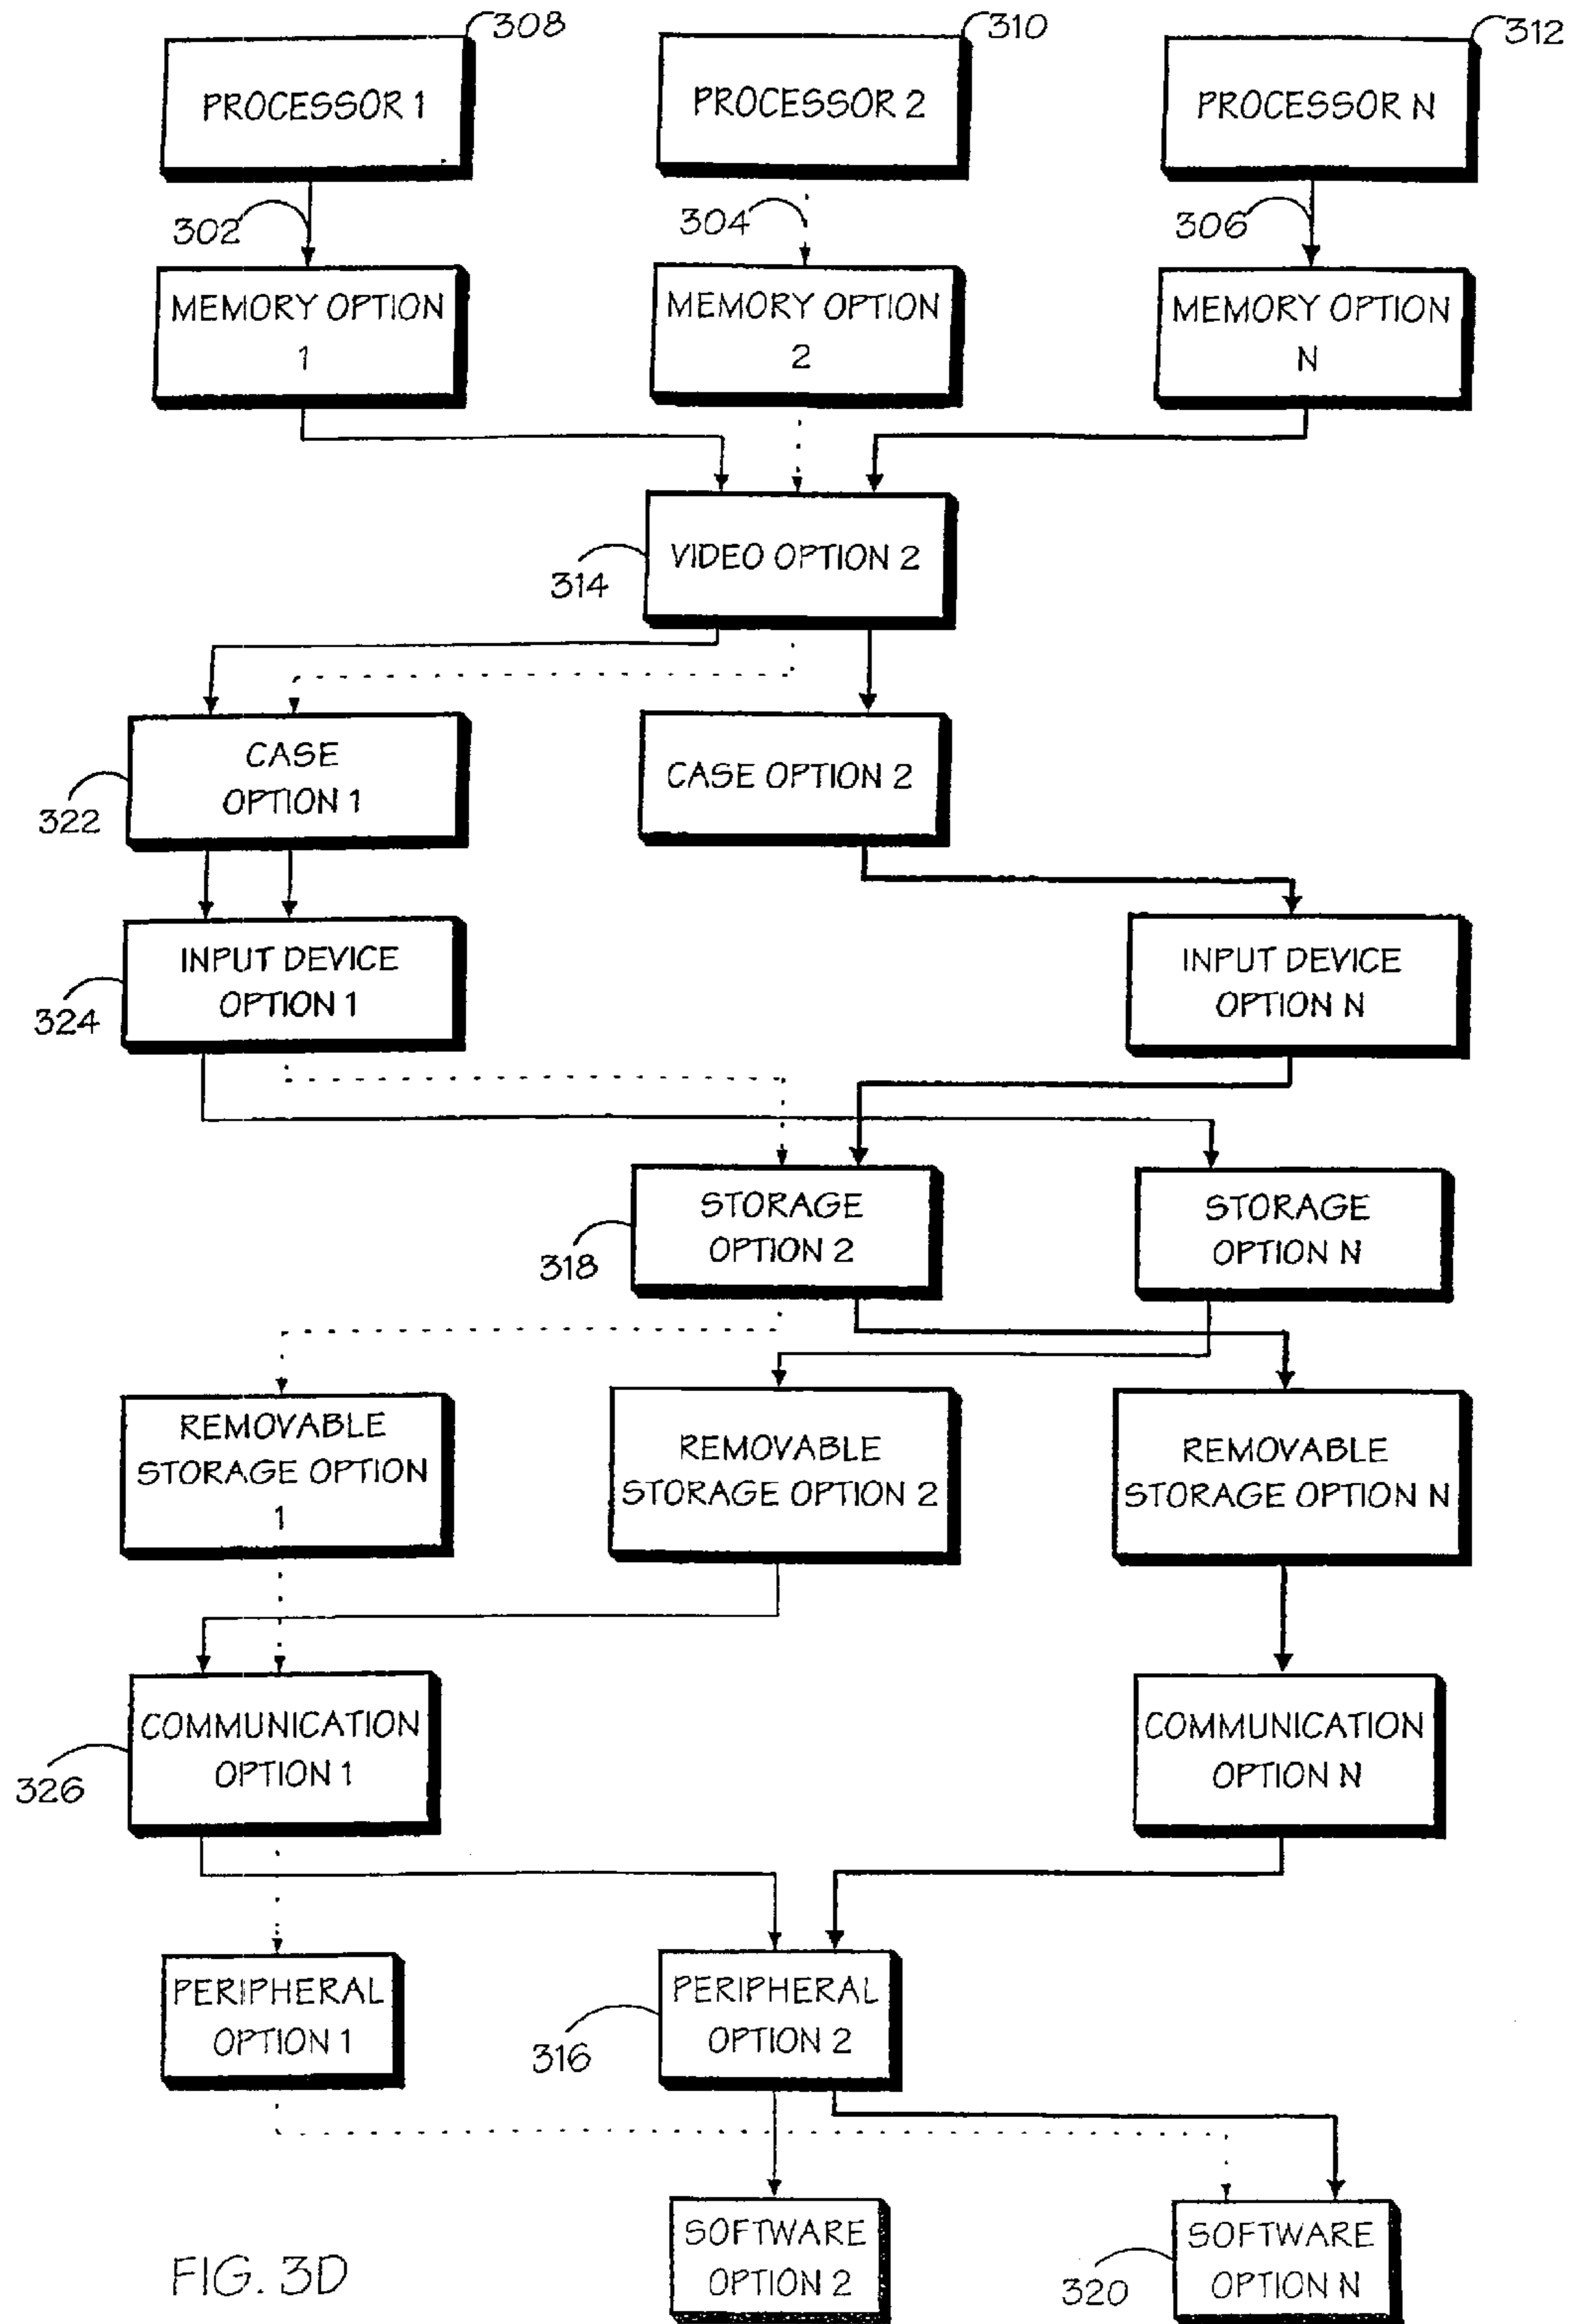 308
310
312
PROCESSOR 1
PROCESSOR 2
PROCESSOR N
302
304
306
MEMORY OPTION
1
MEMORY OPTION
2
MEMORY OPTION
N
VIDEO OPTION 2
314
CASE
OPTION 1
322
CASE OPTION 2
INPUT DEVICE
OPTION 1
324
INPUT DEVICE
OPTION N
STORAGE
OPTION 2
318
STORAGE
OPTION N
REMOVABLE
STORAGE OPTION
1
REMOVABLE
STORAGE OPTION 2
REMOVABLE
STORAGE OPTION N
COMMUNICATION
OPTION 1
326
COMMUNICATION
OPTION N
PERIPHERAL
OPTION 1
PERIPHERAL
OPTION 2
316
SOFTWARE
OPTION 2
SOFTWARE
OPTION N
320
FIG. 3D